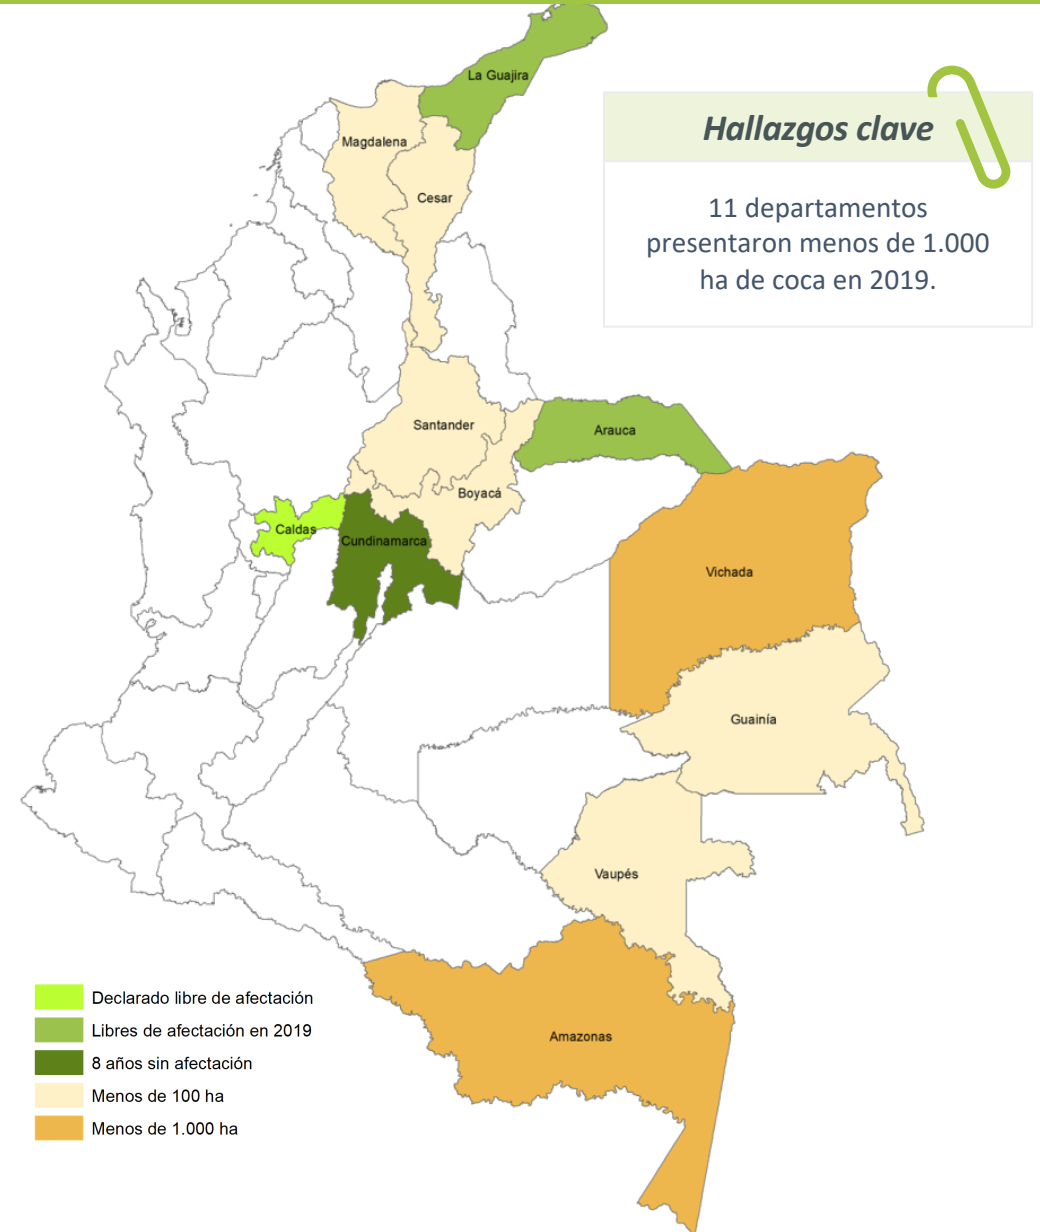 La Guajira
Hallazgos clave
Magdalena
Cesar
11 departamentos
presentaron menos de 1.000
ha de coca en 2019.
Santander
Arauca
Boyacá
Caldas
Cundinamarca
Vichada
Guainía
Vaupés
Amazonas
Declarado libre de afectación
Libres de afectación en 2019
8 años sin afectación
Menos de 100 ha
Menos de 1.000 ha